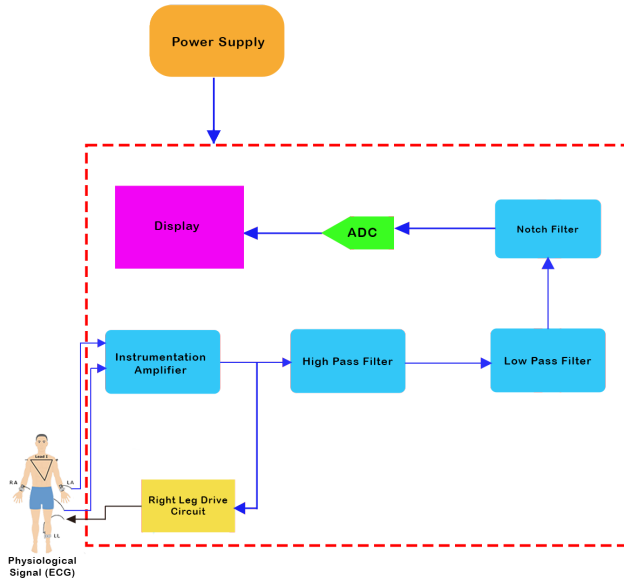 Power Supply
Display
ADC
Notch Filter
Instrumentation
Amplifier
High Pass Filter
Low Pass Filter
Lead I
RA
LA
LL
Right Leg Drive
Circuit
Physiological
Signal (ECG)